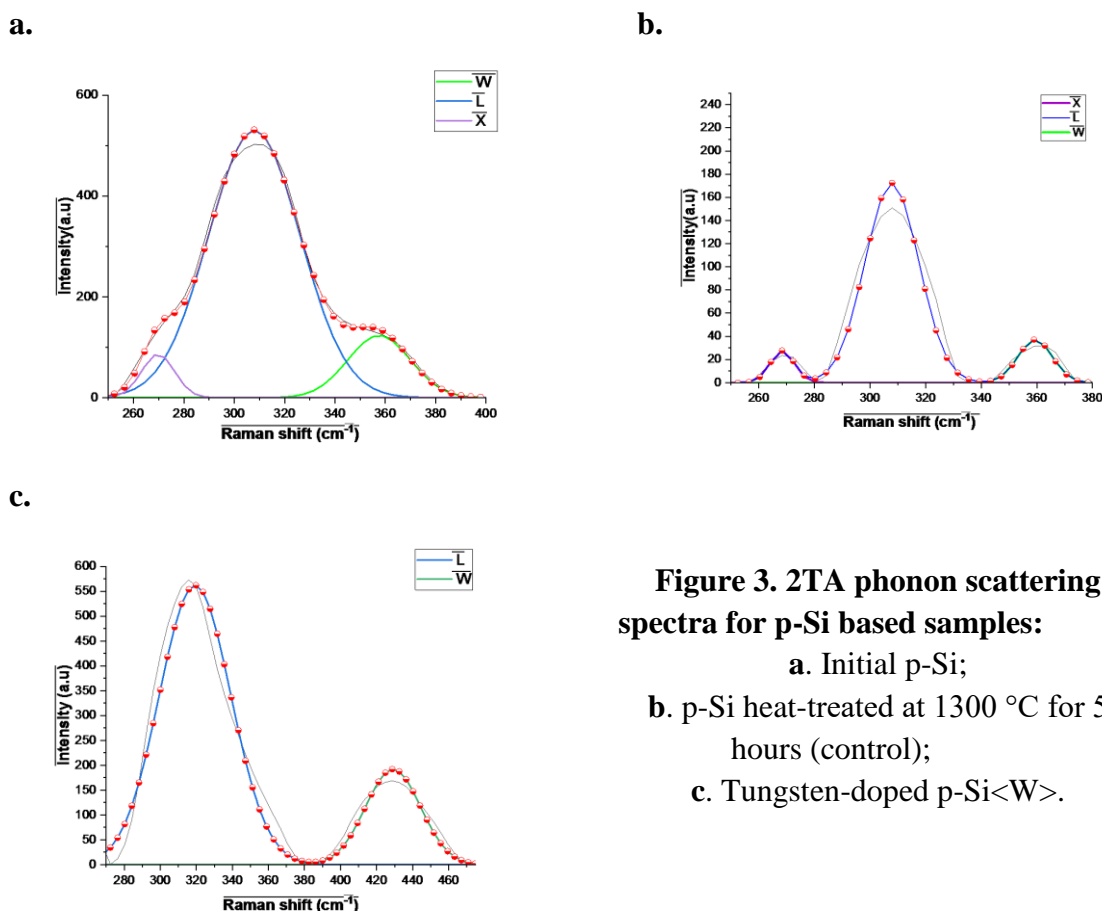 a.
600
400
200
0
260
280
300
320
340
360
380
400
Intensity(a.u)
Raman shift (cm⁻¹)
W̅
L̅
X̅
b.
240
220
200
180
160
140
120
100
80
60
40
20
0
260
280
300
320
340
360
380
Intensity(a.u)
Raman shift (cm⁻¹)
X̅
L̅
W̅
c.
600
550
500
450
400
350
300
250
200
150
100
50
0
280
300
320
340
360
380
400
420
440
460
Intensity (a.u)
Raman shift (cm⁻¹)
L̅
W̅
Figure 3. 2TA phonon scattering
spectra for p-Si based samples:
a. Initial p-Si;
b. p-Si heat-treated at 1300 °C for
hours (control);
c. Tungsten-doped p-Si<W>.